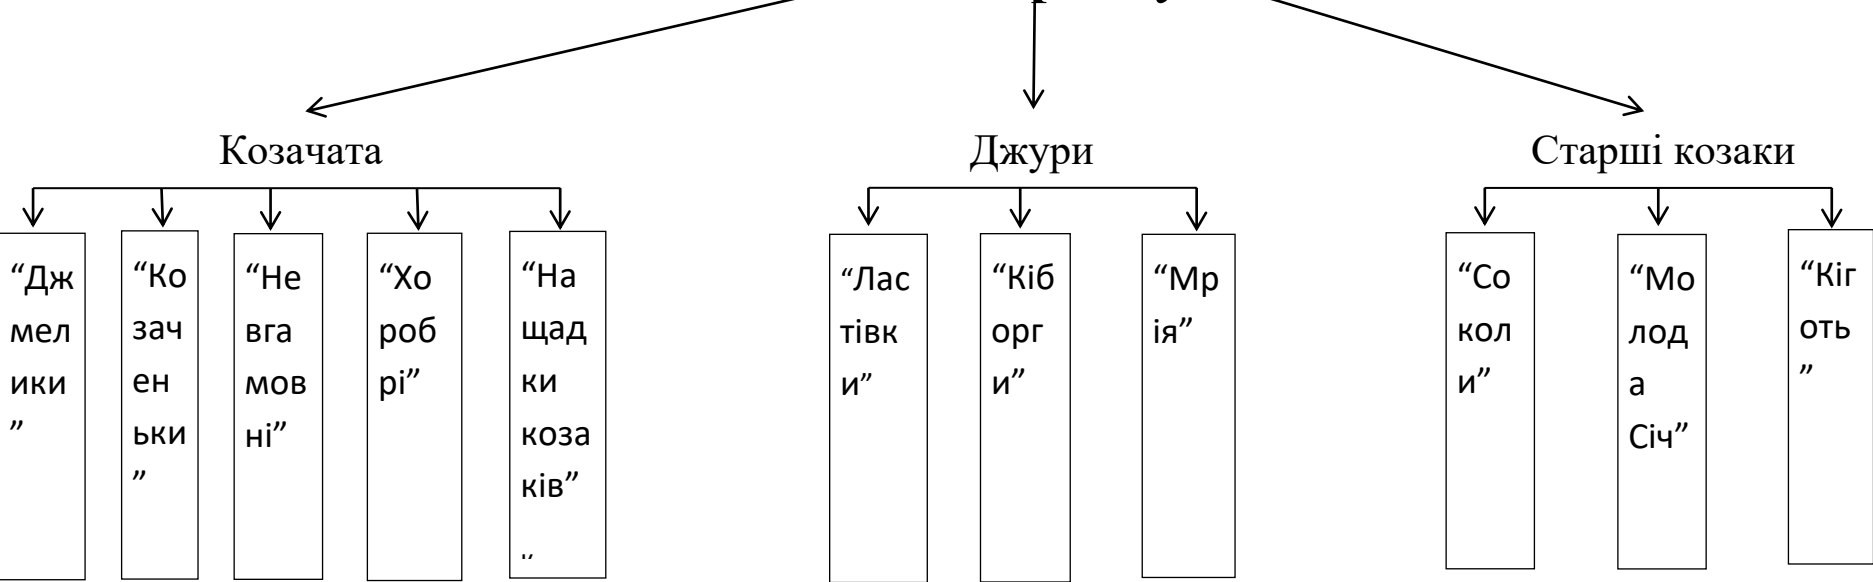 Козачата
Джури
Старші козаки
“Дж
мел
ики
”
“Ко
зач
ен
ьки
”
“Не
вга
мов
ні”
“Хо
роб
рі”
“На
щад
ки
коза
ків”
“Лас
тівк
и”
“Кіб
орг
и”
“Мр
ія”
“Со
кол
и”
“Мо
лод
а
Січ”
“Кіг
оть
”